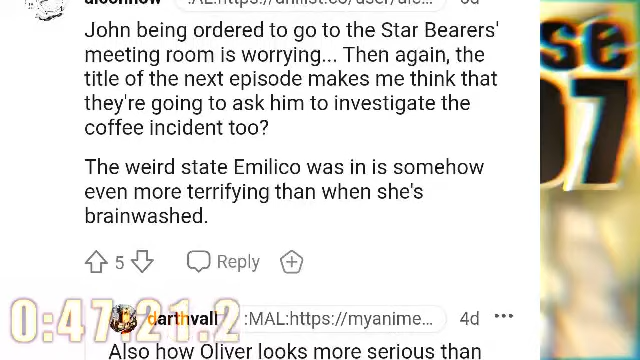 :AL:https://anilist.co/user/alc...
John being ordered to go to the Star Bearers'
meeting room is worrying... Then again, the
title of the next episode makes me think that
they're going to ask him to investigate the
coffee incident too?
The weird state Emilico was in is somehow
even more terrifying than when she's
brainwashed.
5
Reply
0:47:21.2
darthvall :MAL:https://myanime... 4d
Also how Oliver looks more serious than
se
07